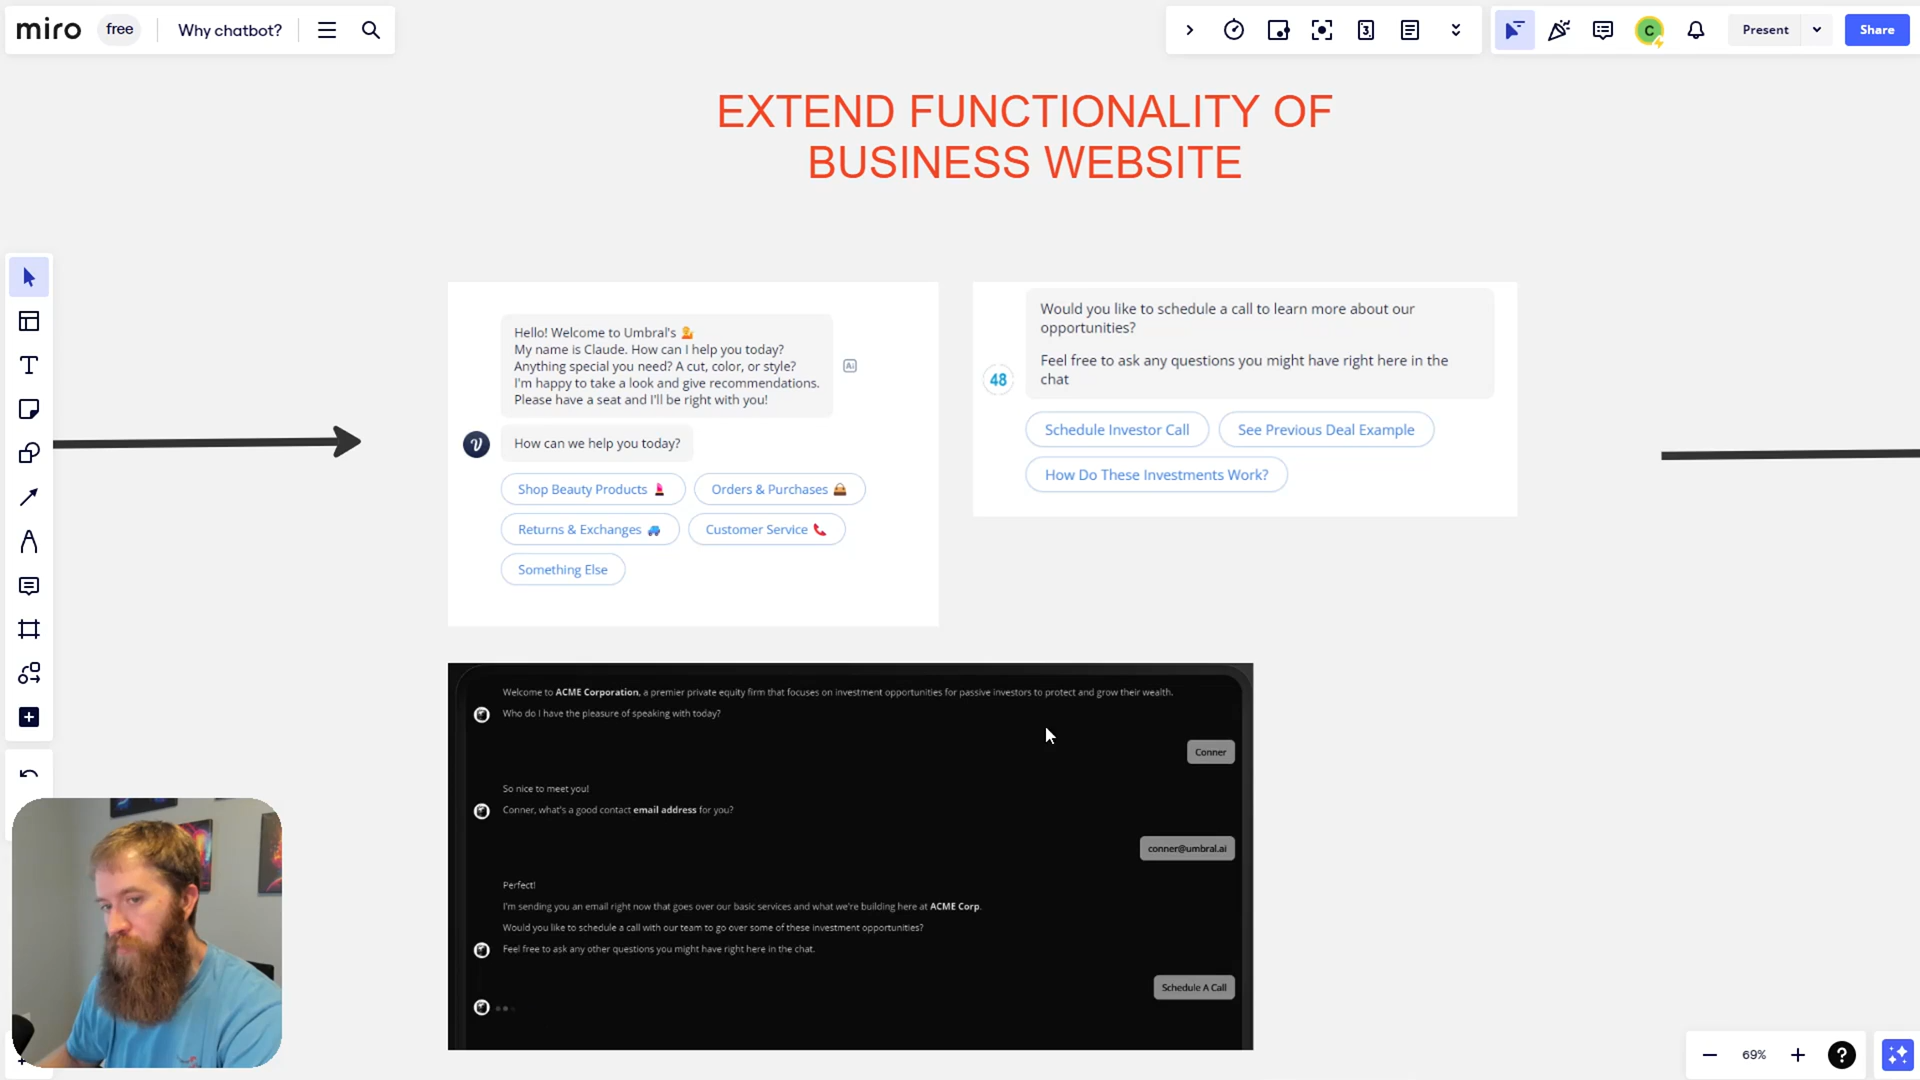 miro
free
Why chatbot?
3
C
Present
Share
EXTEND FUNCTIONALITY OF
BUSINESS WEBSITE
Hello! Welcome to Umbral's 💁
My name is Claude. How can I help you today?
Anything special you need? A cut, color, or style?
I'm happy to take a look and give recommendations.
Please have a seat and I'll be right with you!
Ai
How can we help you today?
Shop Beauty Products 💄
Orders & Purchases 👜
Returns & Exchanges 🚙
Customer Service 📞
Something Else
Would you like to schedule a call to learn more about our
opportunities?
Feel free to ask any questions you might have right here in the
chat
48
Schedule Investor Call
See Previous Deal Example
How Do These Investments Work?
Welcome to ACME Corporation, a premier private equity firm that focuses on investment opportunities for passive investors to protect and grow their wealth.
Who do I have the pleasure of speaking with today?
Conner
So nice to meet you!
Conner, what's a good contact email address for you?
conner@umbral.ai
Perfect!
I'm sending you an email right now that goes over our basic services and what we're building here at ACME Corp.
Would you like to schedule a call with our team to go over some of these investment opportunities?
Feel free to ask any other questions you might have right here in the chat.
Schedule A Call
69%